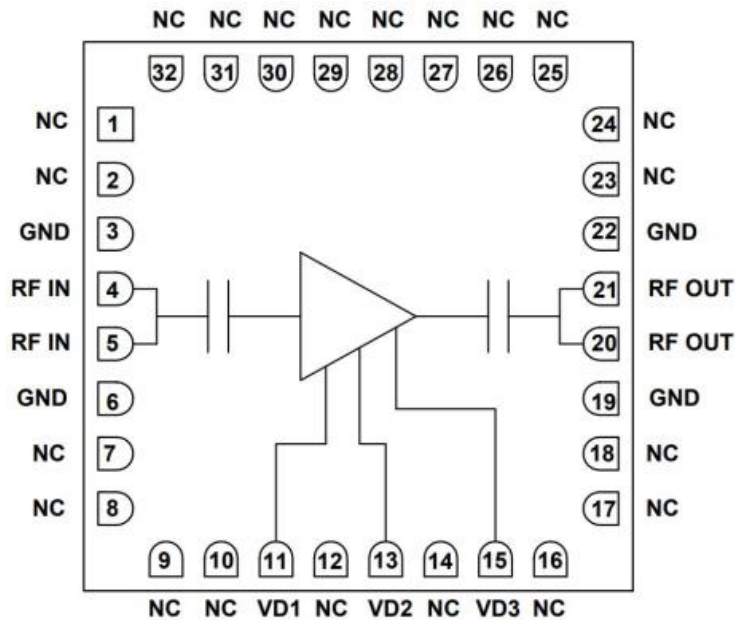 NC NC NC NC NC NC NC NC
32 31 30 29 28 27 26 25
NC 1 24 NC
NC 2 23 NC
GND 3 22 GND
RF IN 4 21 RF OUT
RF IN 5 20 RF OUT
GND 6 19 GND
NC 7 18 NC
NC 8 17 NC
9 10 11 12 13 14 15 16
NC NC VD1 NC VD2 NC VD3 NC